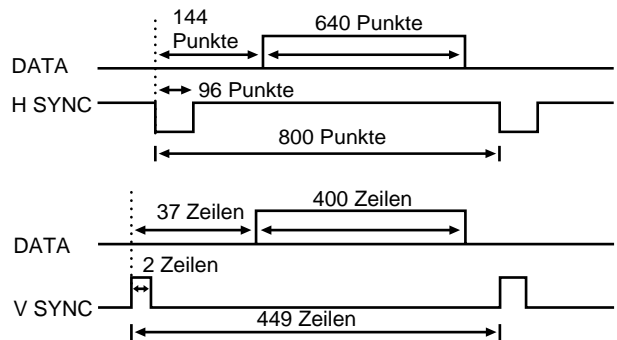 144
Punkte
640 Punkte
DATA
96 Punkte
H SYNC
800 Punkte
37 Zeilen
400 Zeilen
DATA
2 Zeilen
V SYNC
449 Zeilen